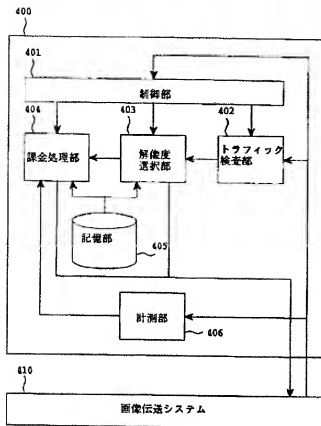 400
401
制御部
404
403
402
課金処理部
解像度
選択部
トラフィック
検査部
記憶部
405
計測部
406
410
画像伝送システム